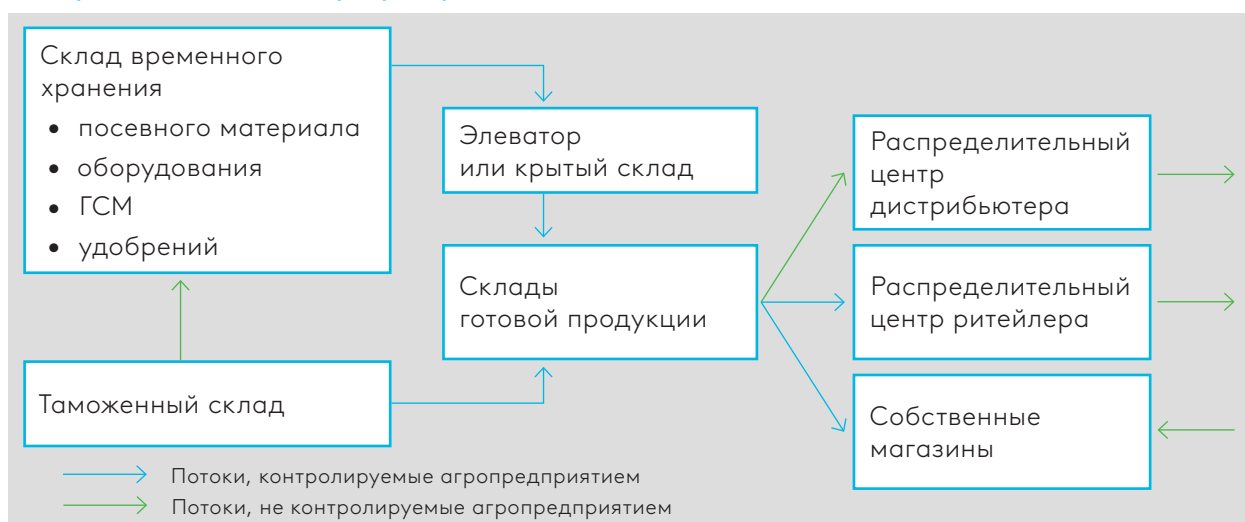 Склад временного
хранения
• посевного материала
• оборудования
• ГСМ
• удобрений
Таможенный склад
Элеватор
или крытый склад
Склады
готовой продукции
Распределительный
центр
дистрибьютера
Распределительный
центр ритейлера
Собственные
магазины
Потоки, контролируемые агропредприятием
Потоки, не контролируемые агропредприятием